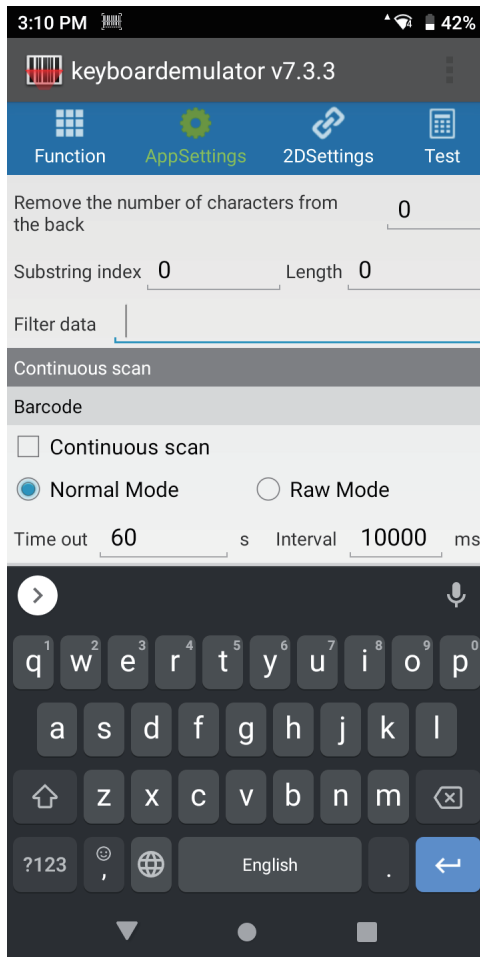 3:10 PM 42%
keyboardemulator v7.3.3
Function AppSettings 2DSettings Test
Remove the number of characters from
the back 0
Substring index 0 Length 0
Filter data
Continuous scan
Barcode
Continuous scan
Normal Mode Raw Mode
Time out 60 s Interval 10000 ms
1 2 3 4 5 6 7 8 9 0
q w e r t y u i o p
a s d f g h j k l
z x c v b n m
?123 , English .